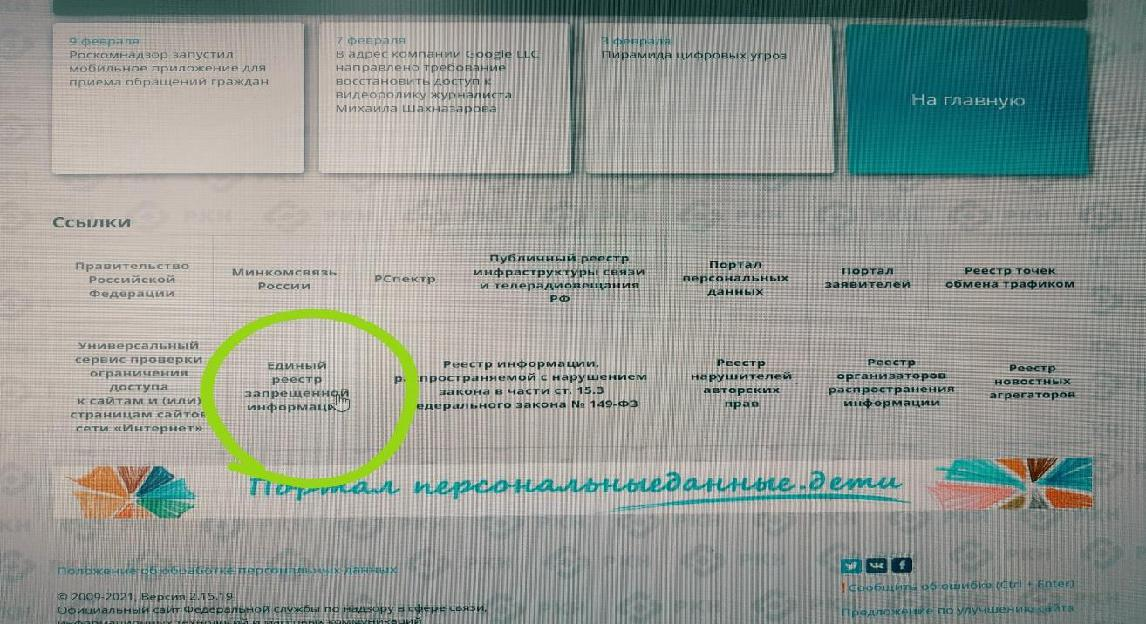 9 февраля
Роскомнадзор запустил
мобильное приложение для
приема обращений граждан
7 февраля
В адрес компании Google LLC
направлено требование
восстановить доступ к
видеоролику журналиста
Михаила Шахназарова
3 февраля
Пирамида цифровых угроз
На главную
Ссылки
Правительство
Российской
Федерации
Минкомсвязь
России
РСпектр
Публичный реестр
инфраструктуры связи
и телерадиовещания
РФ
Портал
персональных
данных
Портал
заявителей
Реестр точек
обмена трафиком
Универсальный
сервис проверки
ограничения
доступа
к сайтам и (или)
страницам сайтов
сети «Интернет»
Единый
реестр
запрещенной
информации
Реестр информации,
распространяемой с нарушением
закона в части ст. 15.3
Федерального закона № 149-ФЗ
Реестр
нарушителей
авторских
прав
Реестр
организаторов
распространения
информации
Реестр
новостных
агрегаторов
Портал персональныеданные.дети
Положение об обработке персональных данных
© 2009-2021, Версия 2.15.19
Официальный сайт Федеральной службы по надзору в сфере связи,
информационных технологий и массовых коммуникаций
! Сообщить об ошибке (Ctrl + Enter)
Предложение по улучшению сайта
РКН